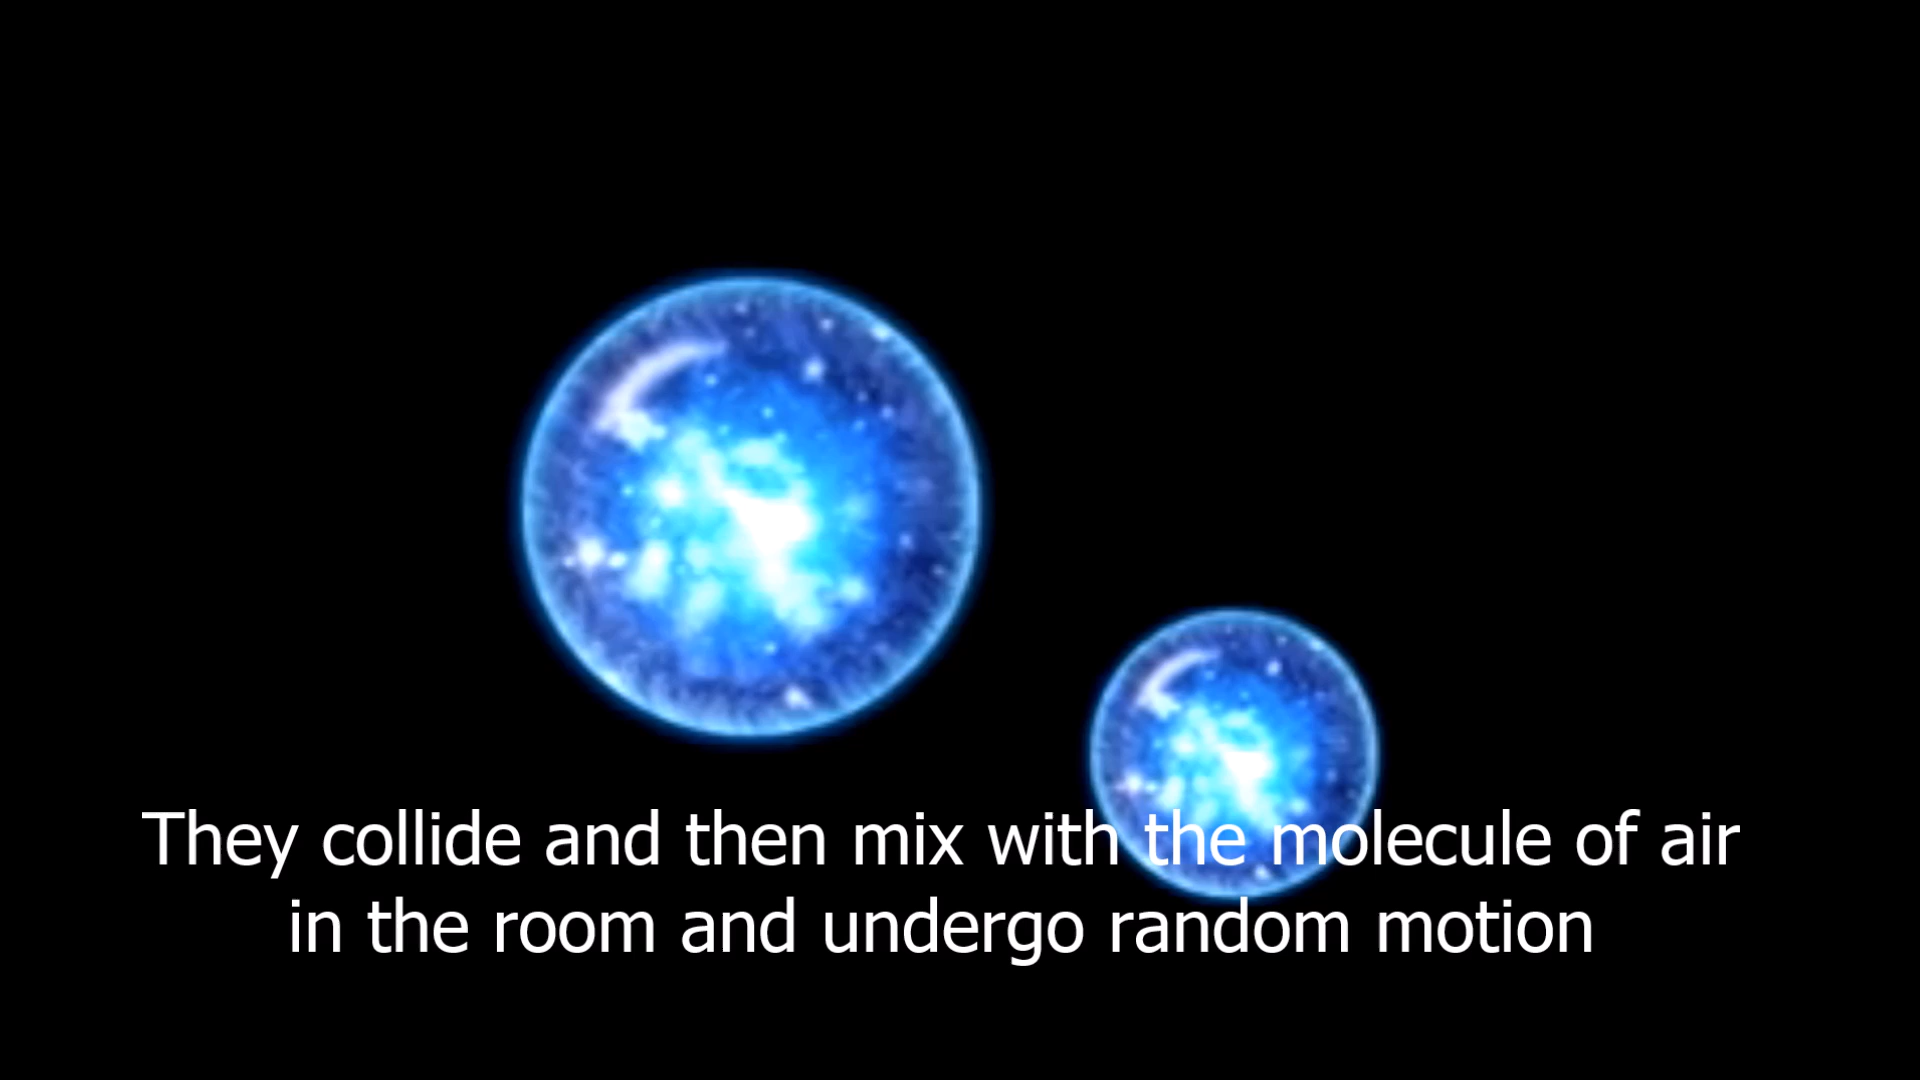 They collide and then mix with the molecule of air
in the room and undergo random motion